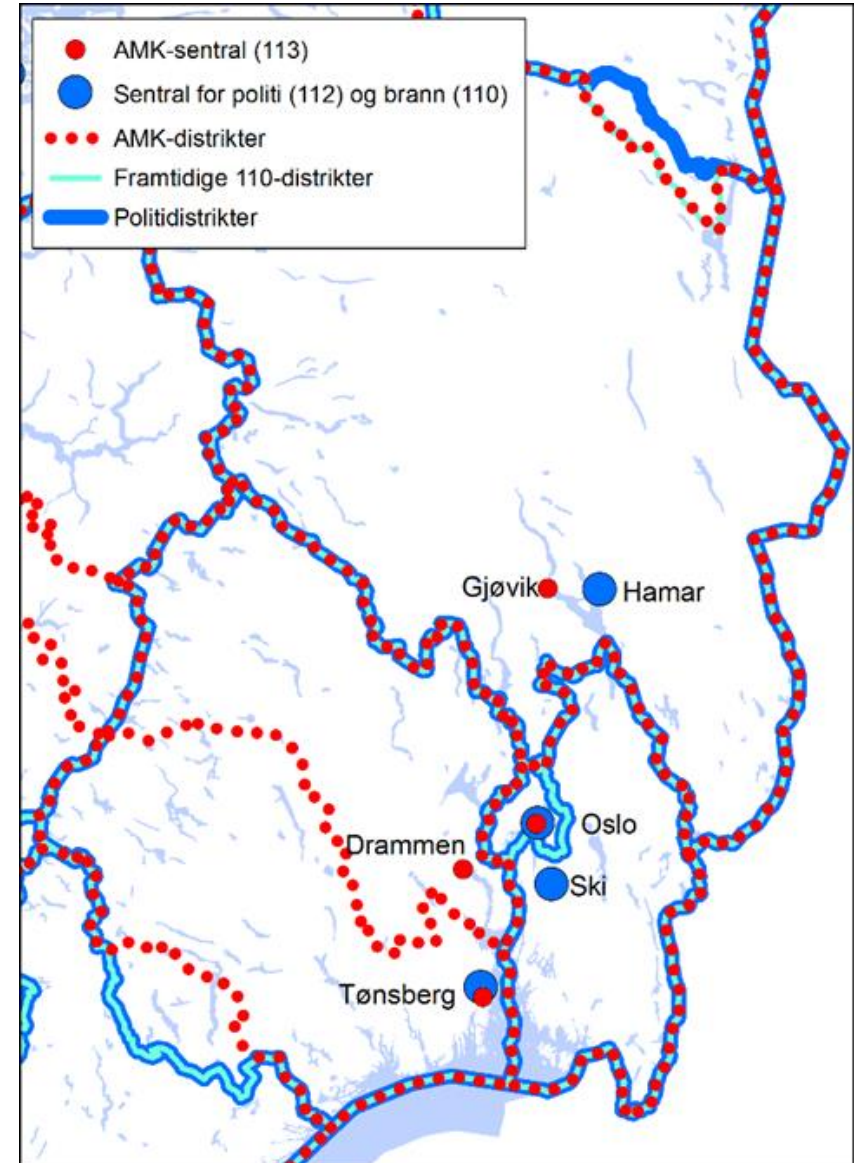 AMK-sentral (113)
Sentral for politi (112) og brann (110)
AMK-distrikter
Framtidige 110-distrikter
Politidistrikter
Gjøvik
Hamar
Oslo
Drammen
Ski
Tønsberg